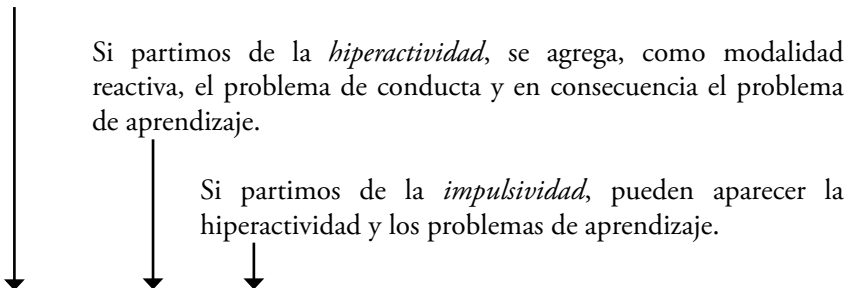 Si partimos de la hiperactividad, se agrega, como modalidad
reactiva, el problema de conducta y en consecuencia el problema
de aprendizaje.
Si partimos de la impulsividad, pueden aparecer la
hiperactividad y los problemas de aprendizaje.